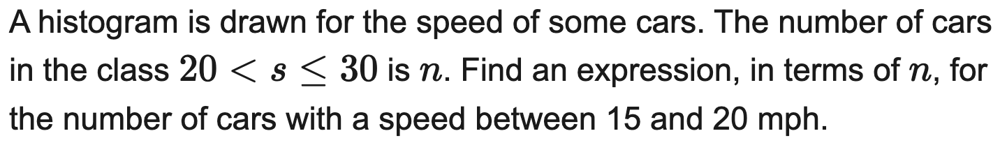 A histogram is drawn for the speed of some cars. The number of cars
in the class 20 < s ≤ 30 is n. Find an expression, in terms of n, for
the number of cars with a speed between 15 and 20 mph.